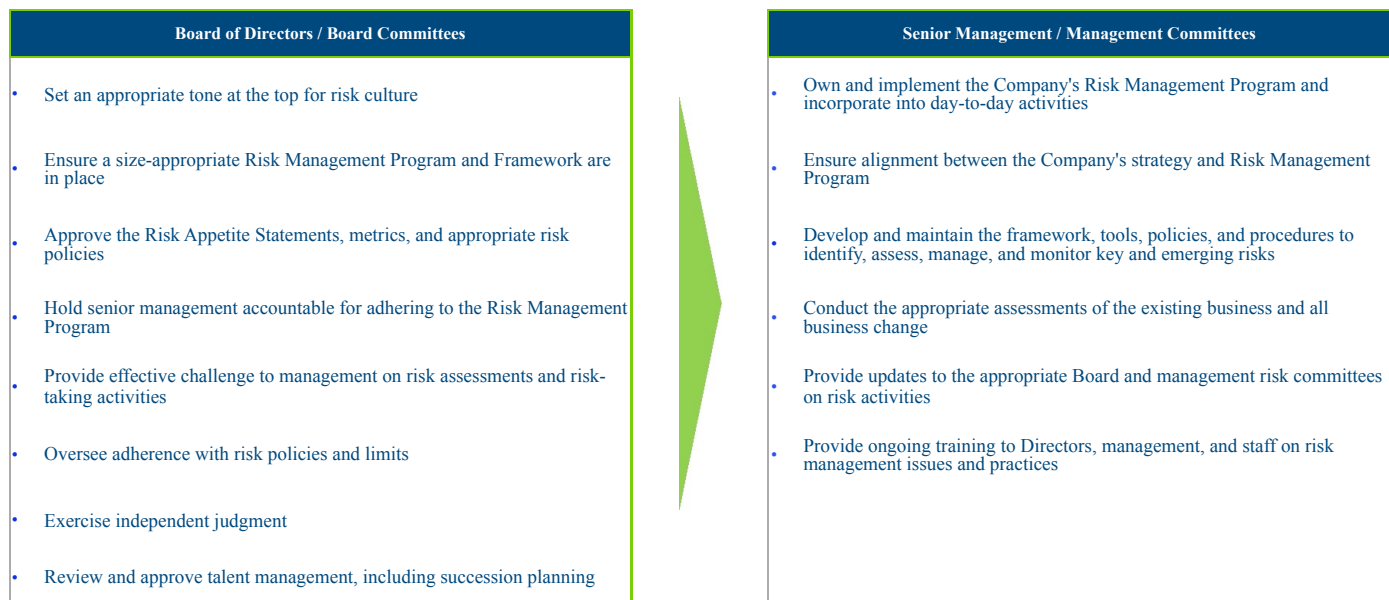 Board of Directors / Board Committees
• Set an appropriate tone at the top for risk culture
• Ensure a size-appropriate Risk Management Program and Framework are
in place
• Approve the Risk Appetite Statements, metrics, and appropriate risk
policies
• Hold senior management accountable for adhering to the Risk Management
Program
• Provide effective challenge to management on risk assessments and risk-
taking activities
• Oversee adherence with risk policies and limits
• Exercise independent judgment
• Review and approve talent management, including succession planning
Senior Management / Management Committees
• Own and implement the Company's Risk Management Program and
incorporate into day-to-day activities
• Ensure alignment between the Company's strategy and Risk Management
Program
• Develop and maintain the framework, tools, policies, and procedures to
identify, assess, manage, and monitor key and emerging risks
• Conduct the appropriate assessments of the existing business and all
business change
• Provide updates to the appropriate Board and management risk committees
on risk activities
• Provide ongoing training to Directors, management, and staff on risk
management issues and practices